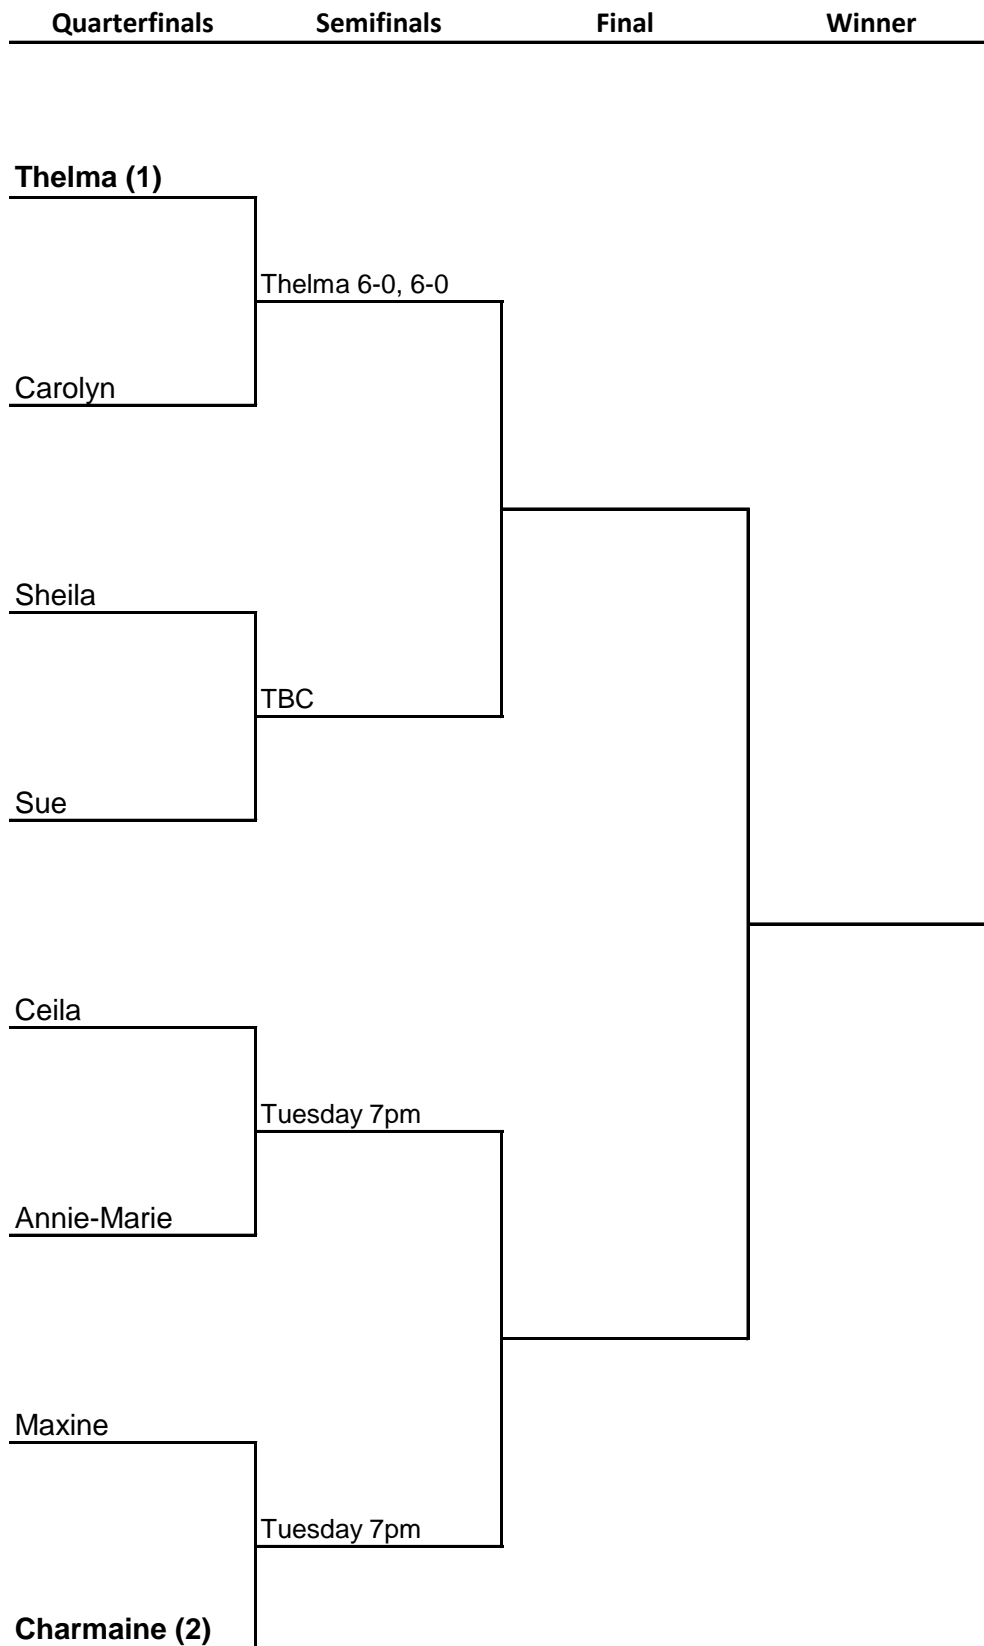 Quarterfinals Semifinals Final Winner
Thelma (1)
Thelma 6-0, 6-0
Carolyn
Sheila
TBC
Sue
Ceila
Tuesday 7pm
Annie-Marie
Maxine
Tuesday 7pm
Charmaine (2)